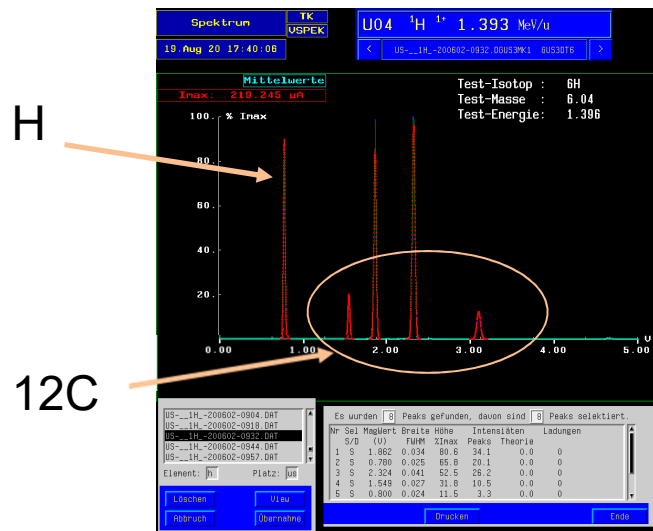 Spektrum TK
VSPEK
19.Aug 20 17:40:06
U04 ¹H ¹⁺ 1.393 MeV/u
< US-__1H_-200602-0932.DGUS3MK1 GUS3DT6 >
Mittelwerte
Imax: 219.245 µA
Test-Isotop : 6H
Test-Masse : 6.04
Test-Energie: 1.396
H
12C
100. % Imax
80.
60.
40.
20.
0.00 1.00 2.00 3.00 4.00 5.00
V
US-__1H_-200602-0904.DAT
US-__1H_-200602-0918.DAT
US-__1H_-200602-0932.DAT
US-__1H_-200602-0944.DAT
US-__1H_-200602-0957.DAT
Element: h Platz: us
Löschen View
Abbruch Übernahme
Es wurden 8 Peaks gefunden, davon sind 8 Peaks selektiert.
Nr Sel MagWert Breite Höhe Intensiäten Ladungen
S/D (V) FWHM %Imax Peaks Theorie
1 S 1.862 0.034 80.6 34.1 0.0 0
2 S 0.780 0.025 65.8 20.1 0.0 0
3 S 2.324 0.041 52.5 26.2 0.0 0
4 S 1.549 0.027 31.8 10.5 0.0 0
5 S 0.800 0.024 11.5 3.3 0.0 0
Drucken Ende